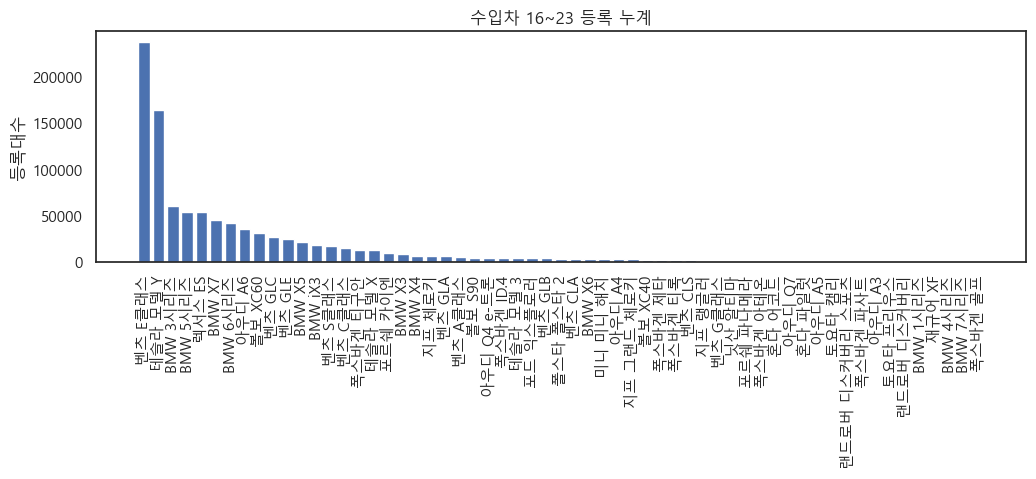 수입차 16~23 등록 누계
등록대수
200000
150000
100000
50000
0
벤츠 E클래스
테슬라 모델 Y
BMW 3시리즈
BMW 5시리즈
렉서스 ES
BMW X7
BMW 6시리즈
아우디 A6
볼보 XC60
벤츠 GLC
벤츠 GLE
BMW X5
BMW iX3
벤츠 S클래스
벤츠 C클래스
폭스바겐 티구안
테슬라 모델 X
포르쉐 카이엔
BMW X3
BMW X4
지프 체로키
벤츠 GLA
벤츠 A클래스
볼보 S90
아우디 Q4 e-트론
폭스바겐 ID.4
테슬라 모델 3
포드 익스플로러
벤츠 GLB
폴스타 폴스타 2
벤츠 CLA
BMW X6
미니 미니 해치
아우디 A4
지프 그랜드 체로키
볼보 XC40
폭스바겐 제타
폭스바겐 티록
벤츠 CLS
지프 랭글러
벤츠 G클래스
닛산 알티마
포르쉐 파나메라
폭스바겐 아테온
혼다 어코드
아우디 Q7
혼다 파일럿
아우디 A5
토요타 캠리
랜드로버 디스커버리 스포츠
폭스바겐 파사트
아우디 A3
토요타 프리우스
랜드로버 디스커버리
BMW 1시리즈
재규어 XF
BMW 4시리즈
BMW 7시리즈
폭스바겐 골프